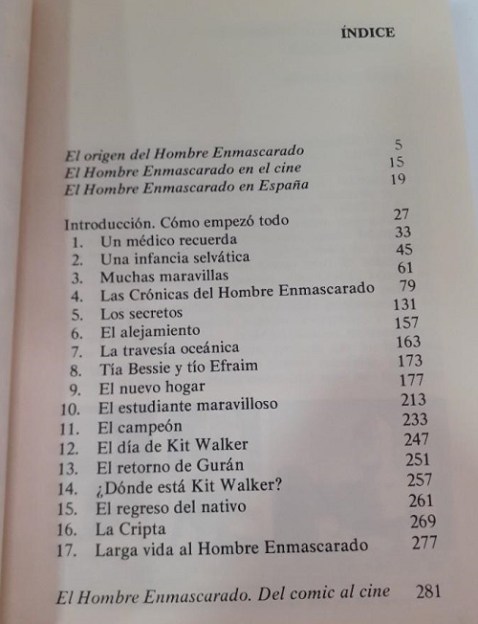 ÍNDICE
El origen del Hombre Enmascarado 5
El Hombre Enmascarado en el cine 15
El Hombre Enmascarado en España 19
Introducción. Cómo empezó todo 27
1. Un médico recuerda 33
2. Una infancia selvática 45
3. Muchas maravillas 61
4. Las Crónicas del Hombre Enmascarado 79
5. Los secretos 131
6. El alejamiento 157
7. La travesía oceánica 163
8. Tía Bessie y tío Efraim 173
9. El nuevo hogar 177
10. El estudiante maravilloso 213
11. El campeón 233
12. El día de Kit Walker 247
13. El retorno de Gurán 251
14. ¿Dónde está Kit Walker? 257
15. El regreso del nativo 261
16. La Cripta 269
17. Larga vida al Hombre Enmascarado 277
El Hombre Enmascarado. Del comic al cine 281